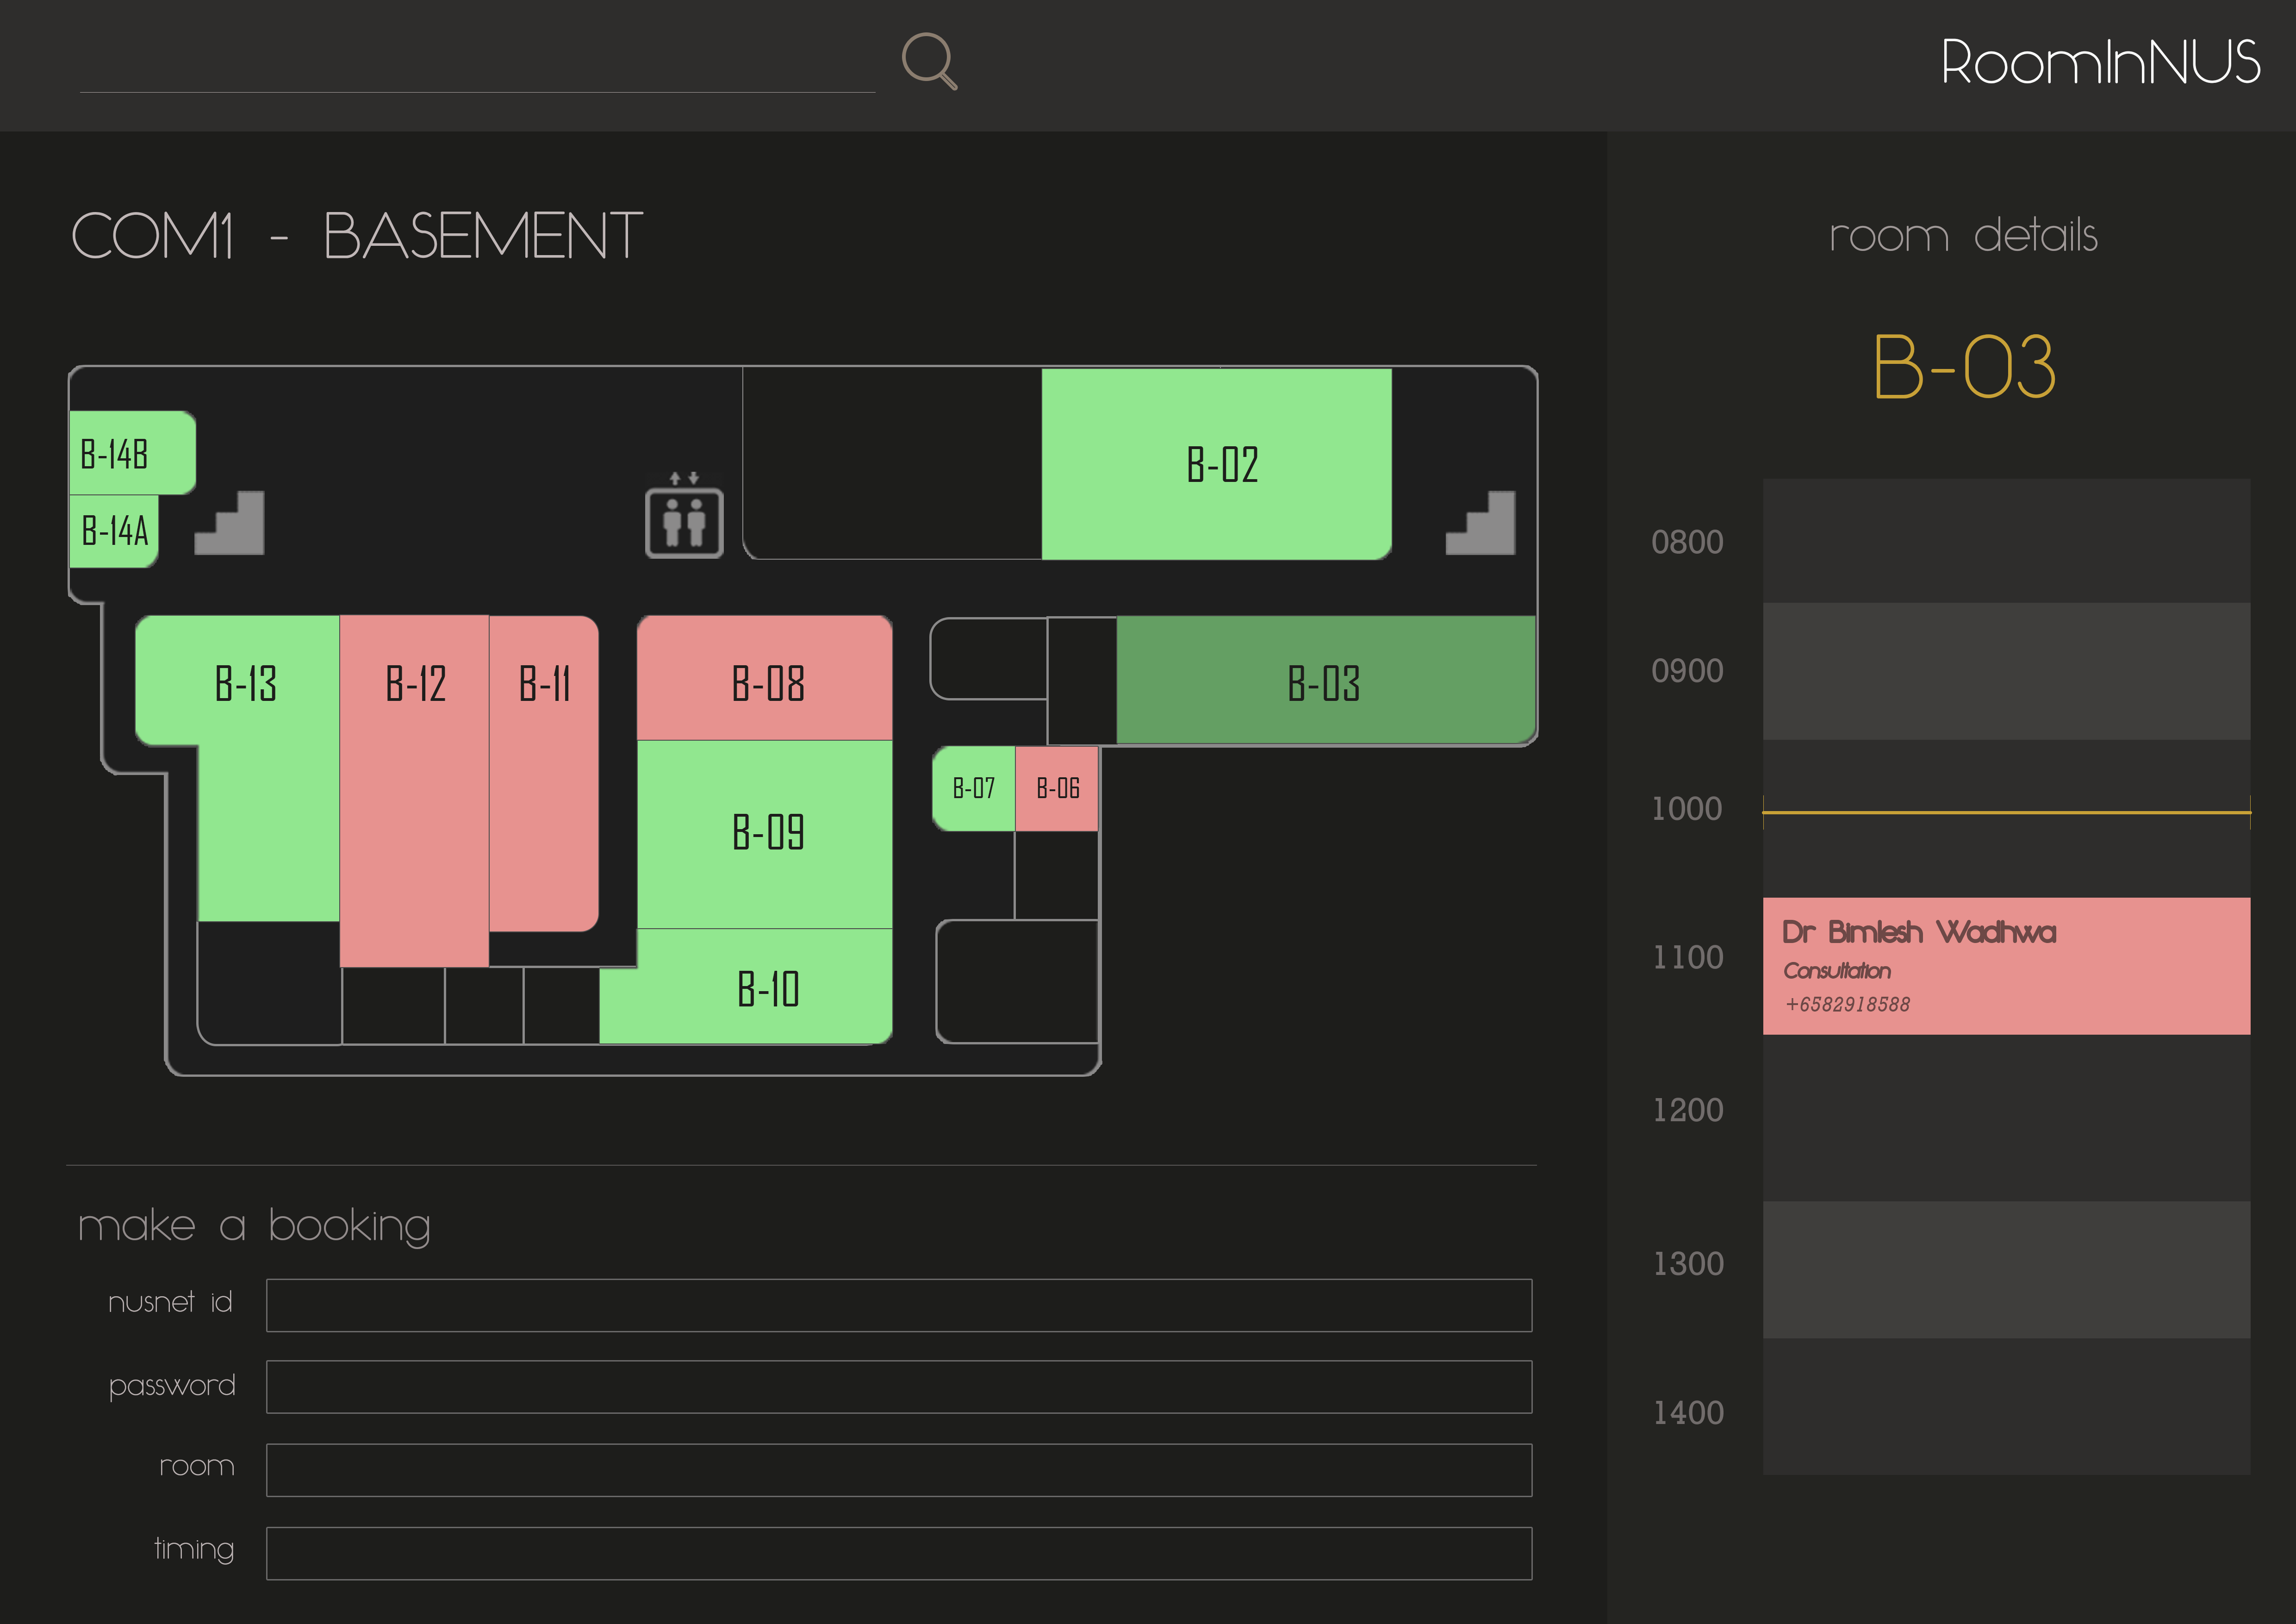 RoomInNUS
COM1 - BASEMENT
B-14B
B-14A
B-02
B-13
B-12
B-11
B-08
B-03
B-09
B-07
B-06
B-10
make a booking
nusnet id
password
room
timing
room details
B-03
0800
0900
1000
Dr Bimlesh Wadhwa
1100
Consultation
+6582918588
1200
1300
1400